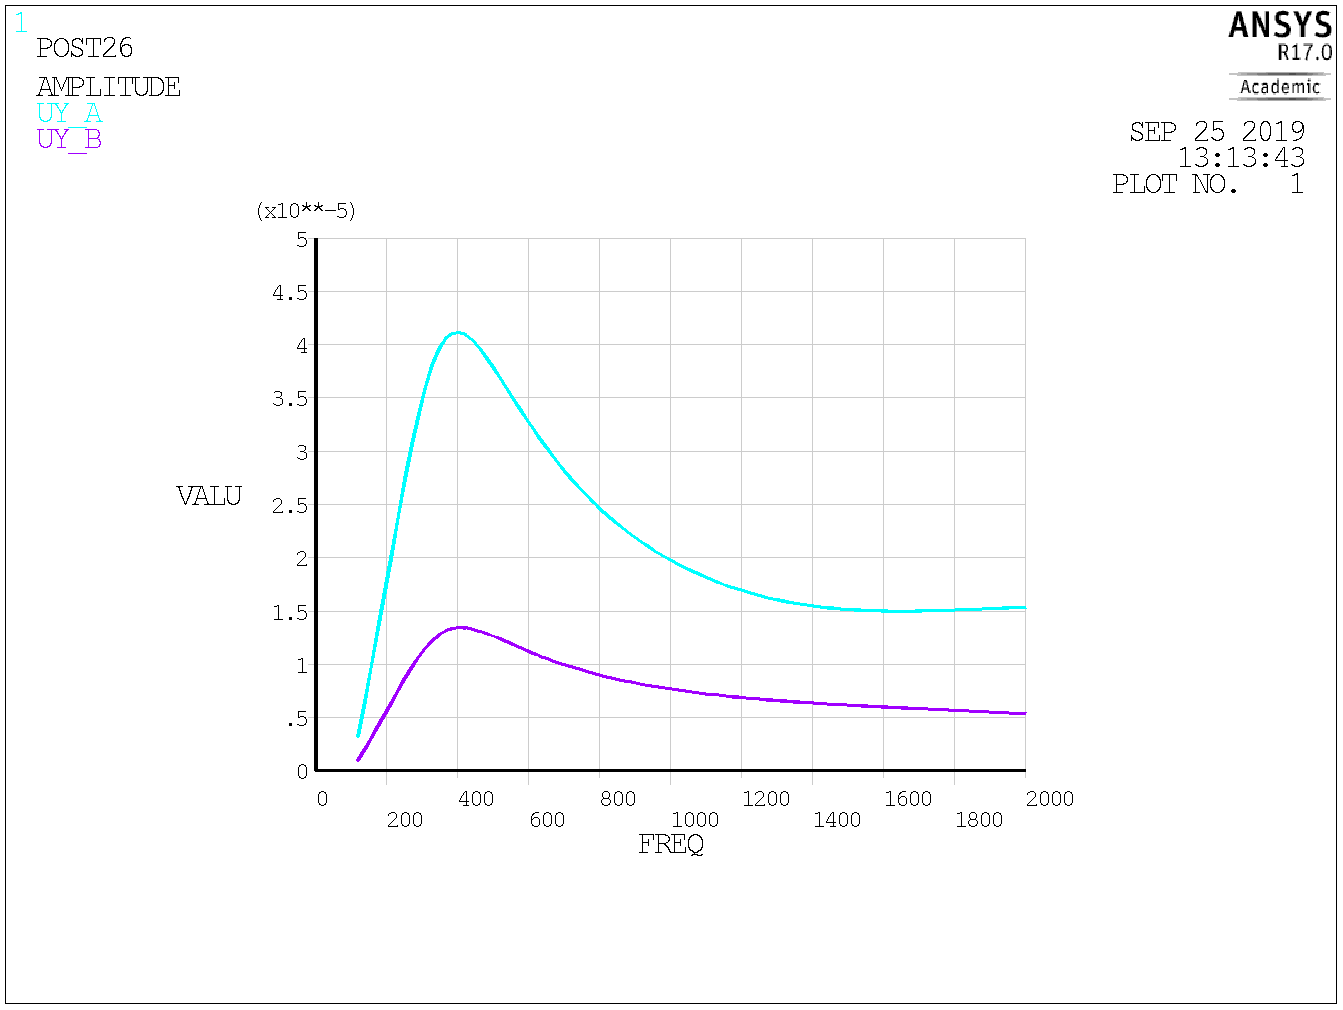 1
POST26
AMPLITUDE
UY_A
UY_B
ANSYS
R17.0
Academic
SEP 25 2019
13:13:43
PLOT NO. 1
(x10**-5)
5
4.5
4
3.5
3
2.5
2
1.5
1
.5
0
VALU
0
200
400
600
800
1000
1200
1400
1600
1800
2000
FREQ